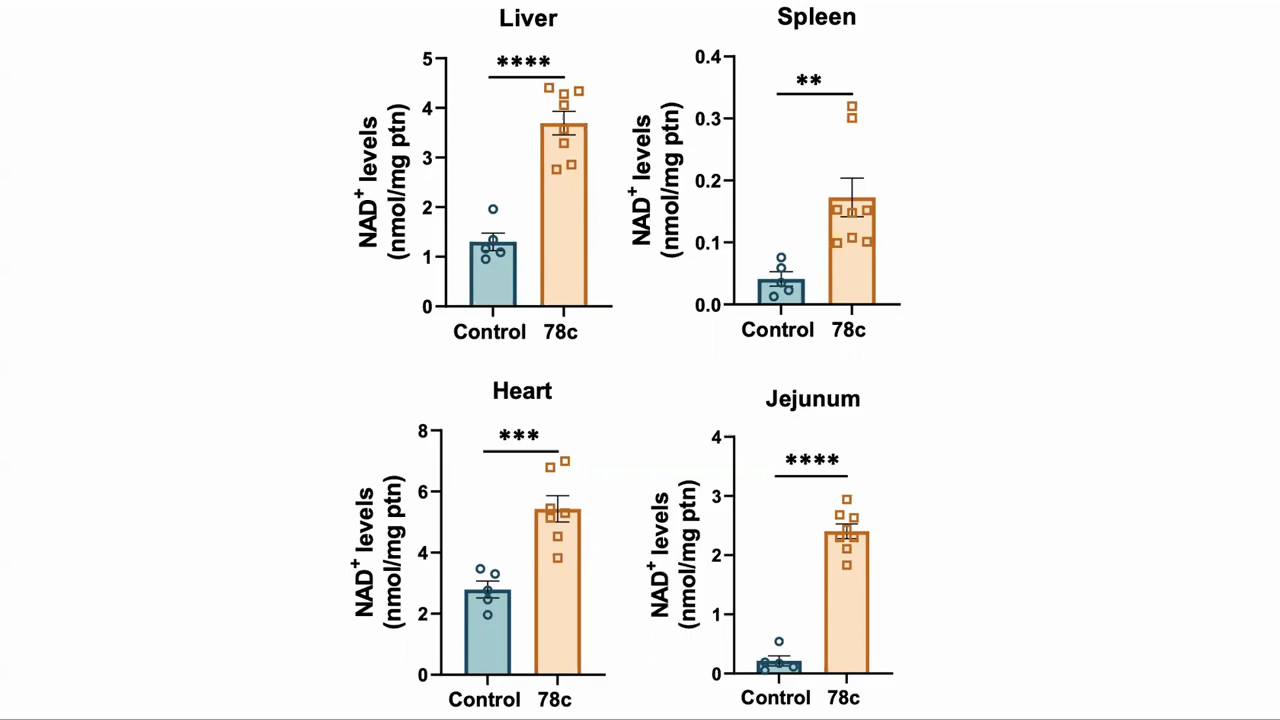 Liver
5
4
3
2
1
0
NAD+ levels
(nmol/mg ptn)
****
Control 78c
Spleen
0.4
0.3
0.2
0.1
0.0
NAD+ levels
(nmol/mg ptn)
**
Control 78c
Heart
8
6
4
2
0
NAD+ levels
(nmol/mg ptn)
***
Control 78c
Jejunum
4
3
2
1
0
NAD+ levels
(nmol/mg ptn)
****
Control 78c